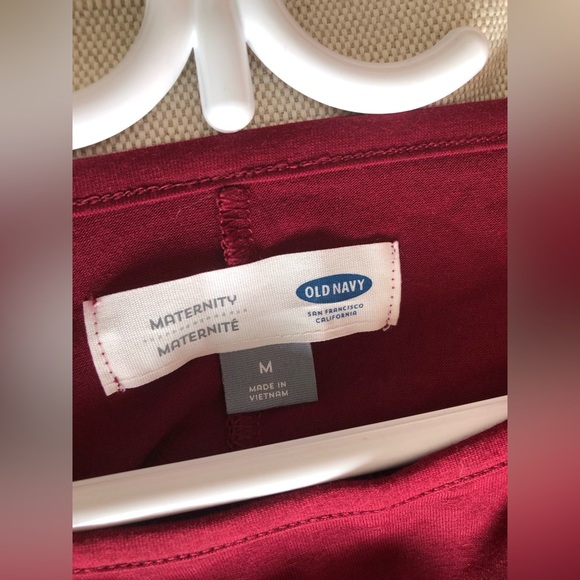 MATERNITY
MATERNITÉ
OLD NAVY
SAN FRANCISCO
CALIFORNIA
M
MADE IN
VIETNAM